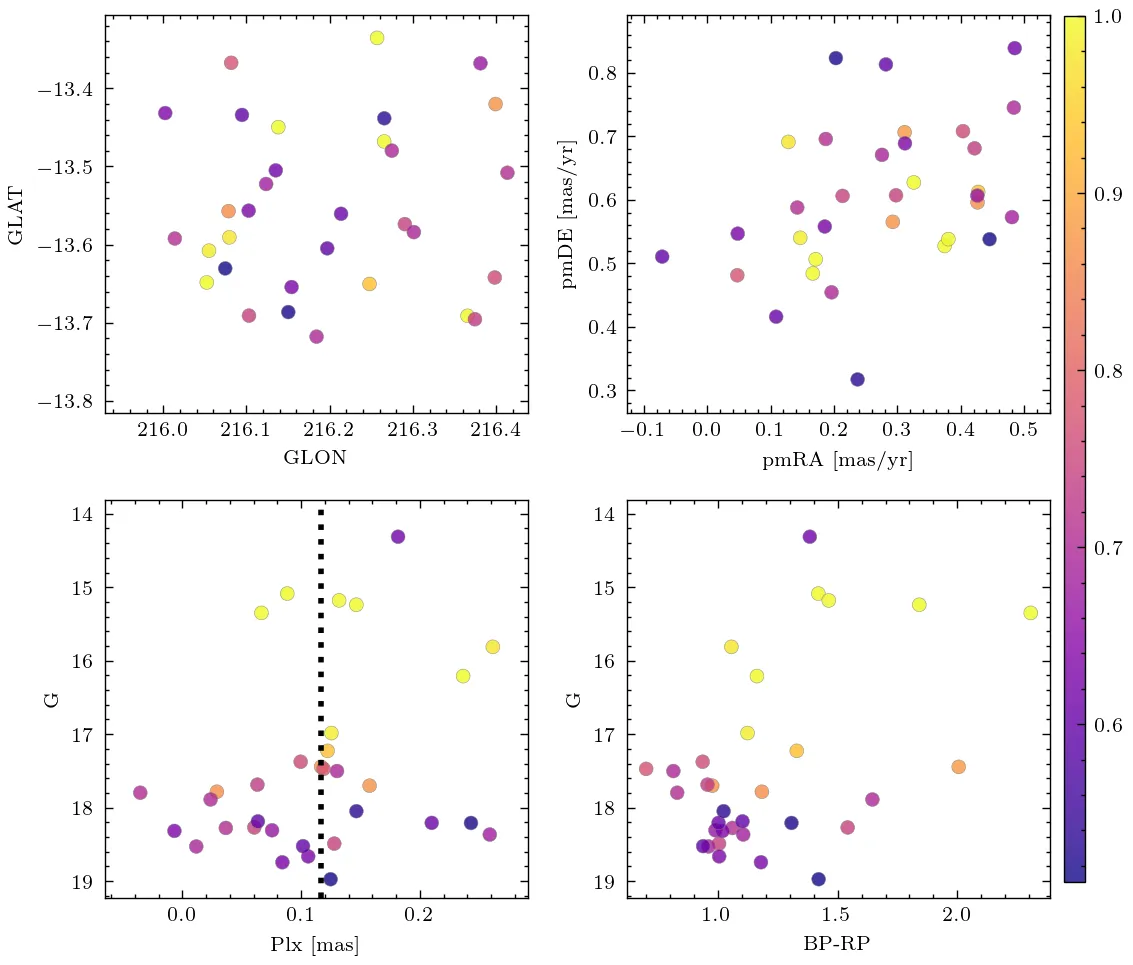 −13.4
−13.5
−13.6
−13.7
−13.8
GLAT
216.0 216.1 216.2 216.3 216.4
GLON
0.8
0.7
0.6
0.5
0.4
0.3
pmDE [mas/yr]
−0.1 0.0 0.1 0.2 0.3 0.4 0.5
pmRA [mas/yr]
14
15
16
17
18
19
G
0.0 0.1 0.2
Plx [mas]
14
15
16
17
18
19
G
1.0 1.5 2.0
BP-RP
1.0
0.9
0.8
0.7
0.6